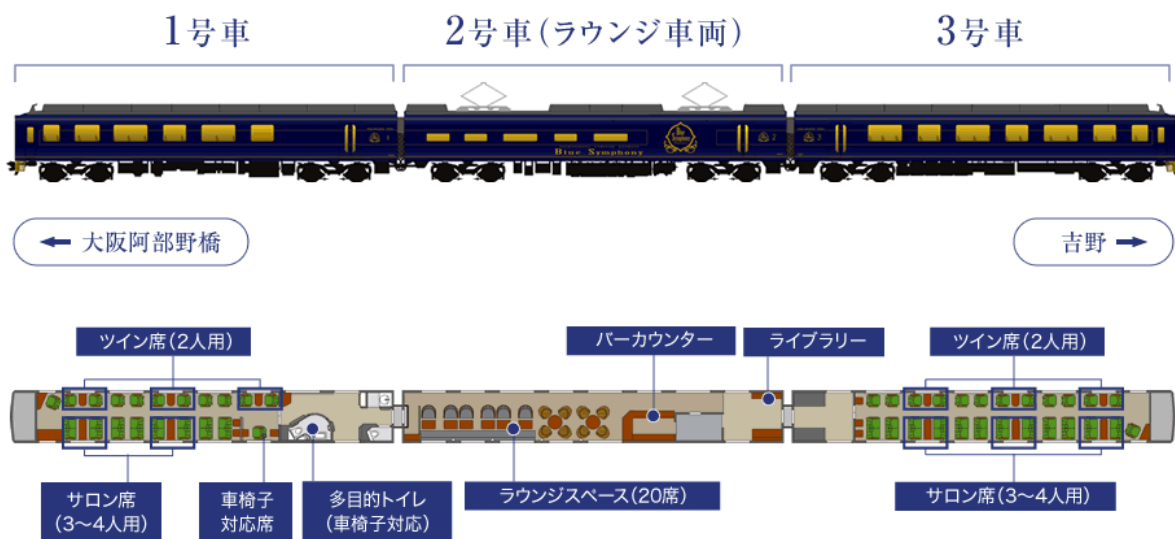 1号車
2号車(ラウンジ車両)
3号車
Blue Symphony
1
2
3
← 大阪阿部野橋
吉野 →
ツイン席(2人用)
バーカウンター
ライブラリー
ツイン席(2人用)
サロン席
(3〜4人用)
車椅子
対応席
多目的トイレ
(車椅子対応)
ラウンジスペース(20席)
サロン席(3〜4人用)